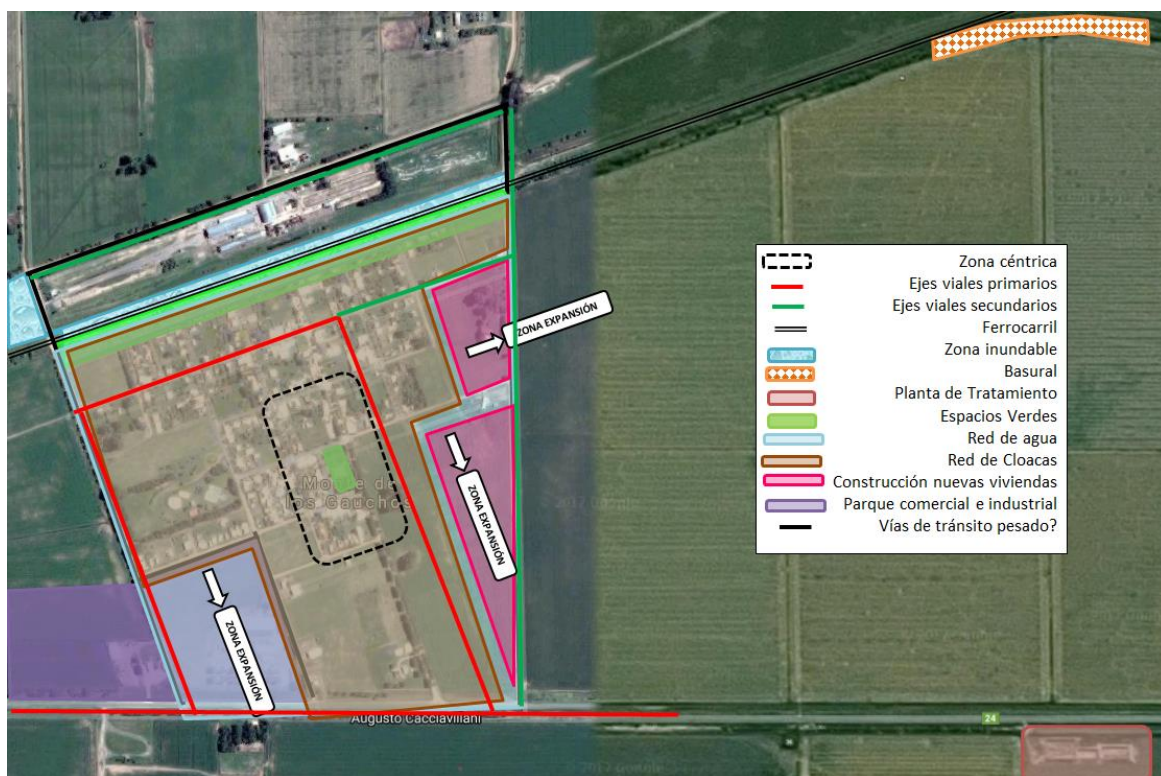 Zona céntrica
Ejes viales primarios
Ejes viales secundarios
Ferrocarril
Zona inundable
Basural
Planta de Tratamiento
Espacios Verdes
Red de agua
Red de Cloacas
Construcción nuevas viviendas
Parque comercial e industrial
Vías de tránsito pesado?
ZONA EXPANSIÓN
ZONA EXPANSIÓN
ZONA EXPANSIÓN
los Gauchos
Augusto Cacciavillani
24